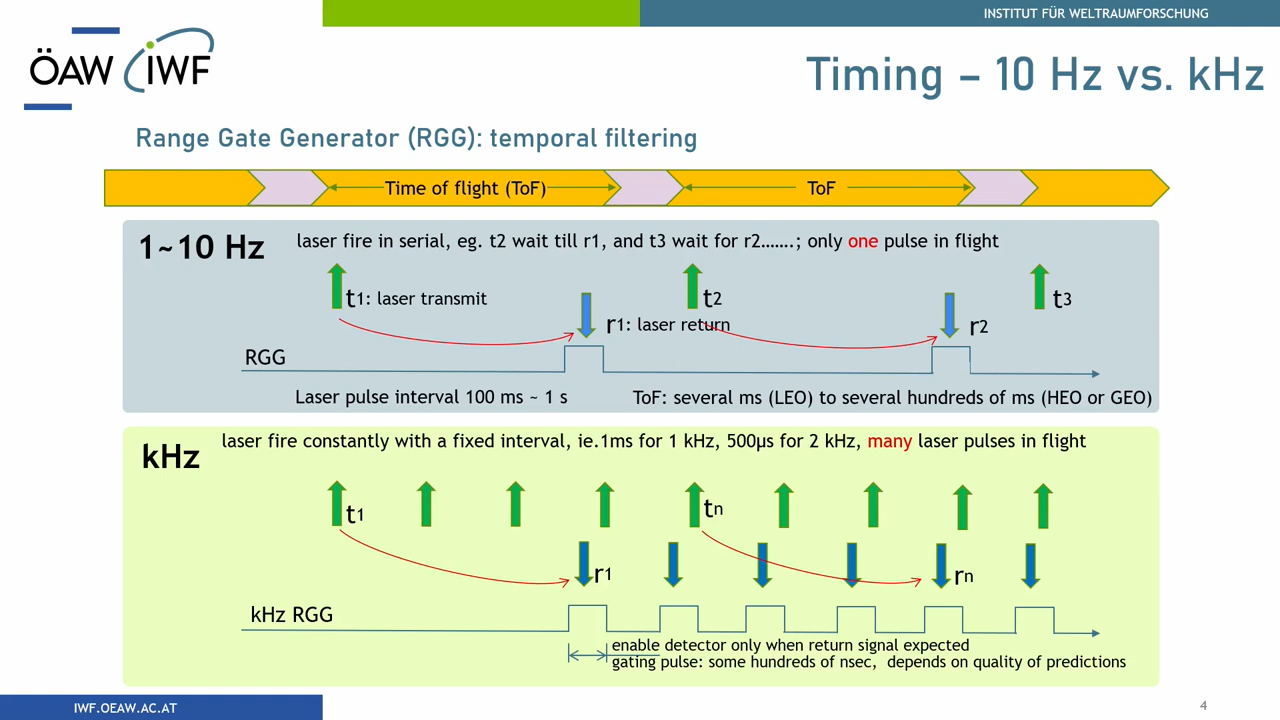 INSTITUT FÜR WELTRAUMFORSCHUNG
ÖAW IWF
Timing – 10 Hz vs. kHz
Range Gate Generator (RGG): temporal filtering
Time of flight (ToF)
ToF
1~10 Hz
laser fire in serial, eg. t2 wait till r1, and t3 wait for r2…….; only one pulse in flight
t1: laser transmit
t2
t3
r1: laser return
r2
RGG
Laser pulse interval 100 ms ~ 1 s
ToF: several ms (LEO) to several hundreds of ms (HEO or GEO)
kHz
laser fire constantly with a fixed interval, ie.1ms for 1 kHz, 500µs for 2 kHz, many laser pulses in flight
t1
tn
r1
rn
kHz RGG
enable detector only when return signal expected
gating pulse: some hundreds of nsec, depends on quality of predictions
IWF.OEAW.AC.AT
4